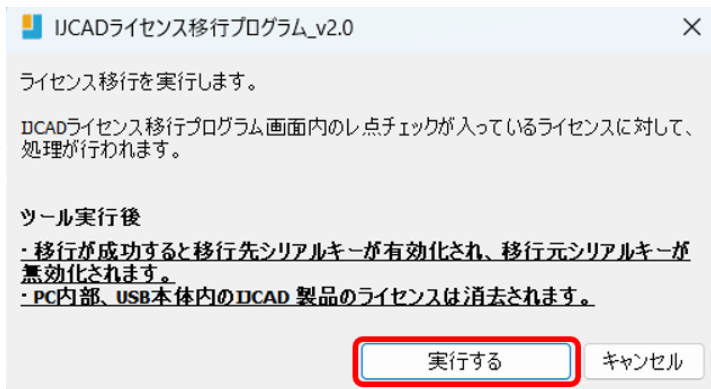 IJCADライセンス移行プログラム_v2.0
ライセンス移行を実行します。
IJCADライセンス移行プログラム画面内のレ点チェックが入っているライセンスに対して、
処理が行われます。
ツール実行後
・移行が成功すると移行先シリアルキーが有効化され、移行元シリアルキーが
無効化されます。
・PC内部、USB本体内のIJCAD 製品のライセンスは消去されます。
実行する
キャンセル